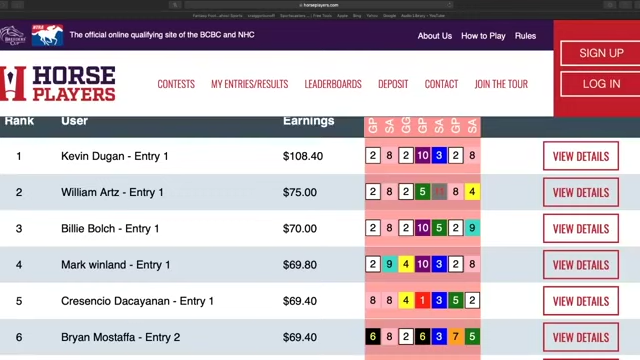 horseplayers.com
Fantasy from ...
BREEDERS' CUP
NHC
The official online qualifying site of the BCBC and NHC
About Us
How to Play
Rules
SIGN UP
LOG IN
HORSE
PLAYERS
CONTESTS
MY ENTRIES/RESULTS
LEADERBOARDS
DEPOSIT
CONTACT
JOIN THE TOUR
Rank User Earnings GP SA GG GP SA GP SA
1 Kevin Dugan - Entry 1 $108.40 2 8 2 10 3 2 8 VIEW DETAILS
2 William Artz - Entry 1 $75.00 2 8 2 5 11 8 4 VIEW DETAILS
3 Billie Bolch - Entry 1 $70.00 2 8 2 10 5 2 9 VIEW DETAILS
4 Mark winland - Entry 1 $69.80 2 9 4 10 3 2 8 VIEW DETAILS
5 Cresencio Dacayanan - Entry 1 $69.40 8 8 4 1 3 5 2 VIEW DETAILS
6 Bryan Mostaffa - Entry 2 $69.40 6 8 2 6 3 7 5 VIEW DETAILS